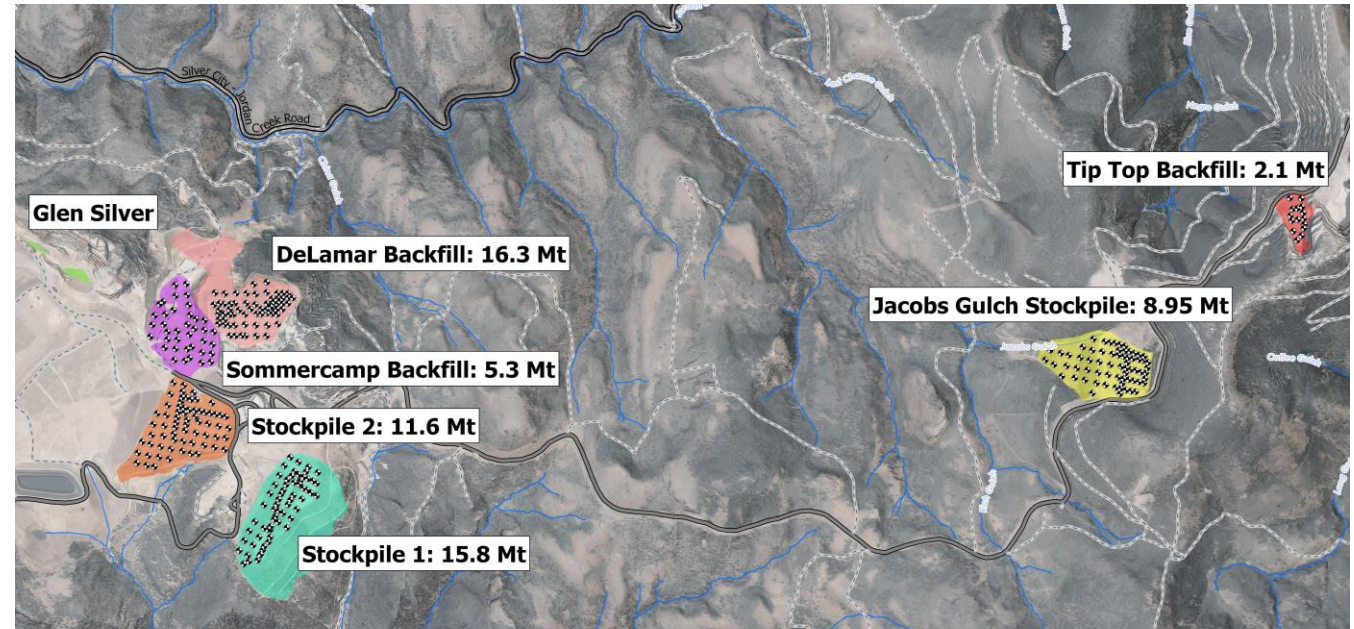 Silver City - Jordan
Creek Road
Tip Top Backfill: 2.1 Mt
Glen Silver
DeLamar Backfill: 16.3 Mt
Jacobs Gulch Stockpile: 8.95 Mt
Jacobs Gulch
Sommercamp Backfill: 5.3 Mt
Stockpile 2: 11.6 Mt
Stockpile 1: 15.8 Mt